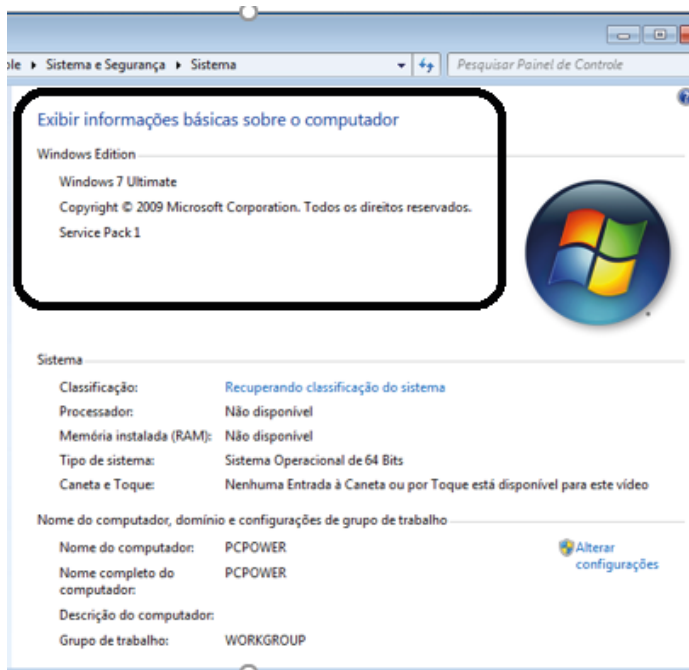 Sistema e Segurança ▸ Sistema
Pesquisar Painel de Controle
Exibir informações básicas sobre o computador
Windows Edition
Windows 7 Ultimate
Copyright © 2009 Microsoft Corporation. Todos os direitos reservados.
Service Pack 1
Sistema
Classificação: Recuperando classificação do sistema
Processador: Não disponível
Memória instalada (RAM): Não disponível
Tipo de sistema: Sistema Operacional de 64 Bits
Caneta e Toque: Nenhuma Entrada à Caneta ou por Toque está disponível para este vídeo
Nome do computador, domínio e configurações de grupo de trabalho
Nome do computador: PCPOWER
Alterar
configurações
Nome completo do
computador:
PCPOWER
Descrição do computador:
Grupo de trabalho: WORKGROUP